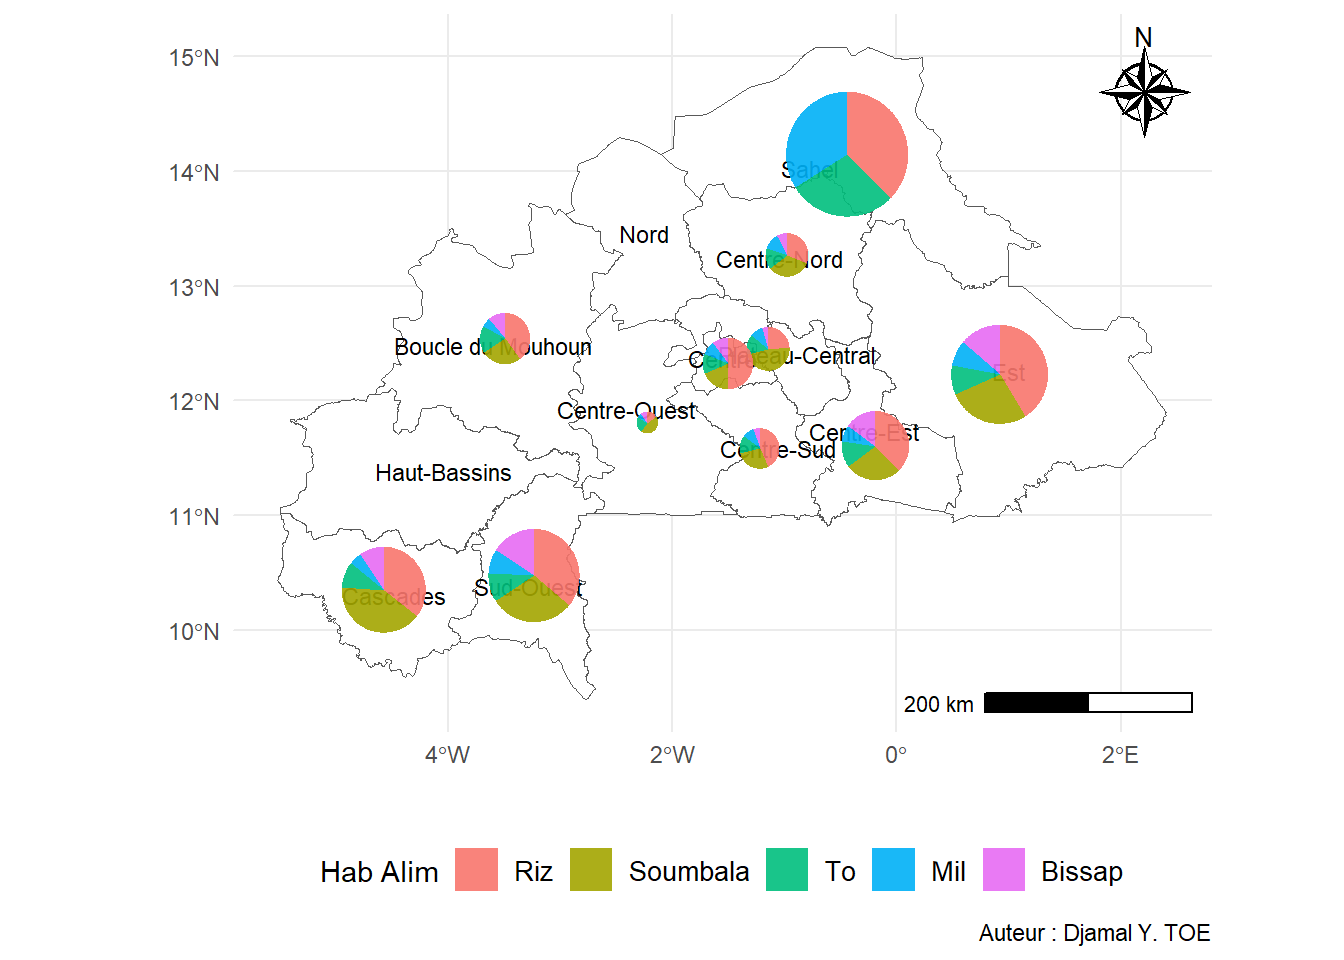 N
15°N
14°N
13°N
12°N
11°N
10°N
Sahel
Nord
Centre-Nord
Boucle du Mouhoun
Centre
Plateau-Central
Est
Centre-Ouest
Centre-Est
Centre-Sud
Haut-Bassins
Sud-Ouest
Cascades
200 km
4°W 2°W 0° 2°E
Hab Alim Riz Soumbala To Mil Bissap
Auteur : Djamal Y. TOE